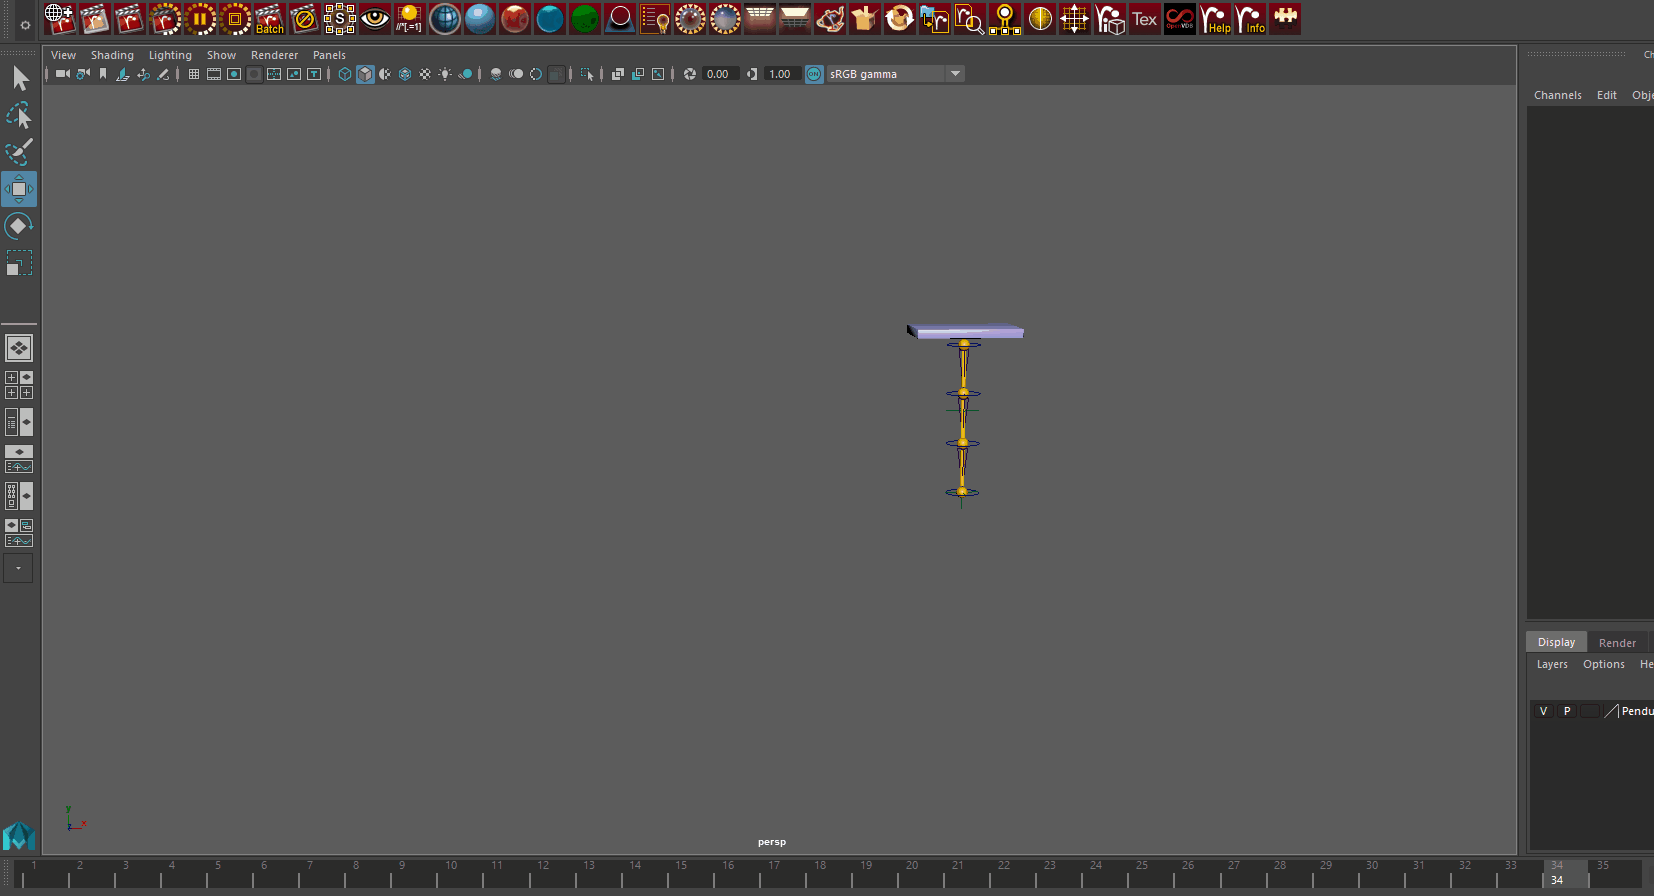 S
//*[.=1]
Batch
Tex
OpenVDB
Help
Info
View Shading Lighting Show Renderer Panels
0.00 1.00 ON sRGB gamma
Ch
Channels Edit Obje
Display Render
Layers Options He
V P Pendu
y
z x
persp
1 2 3 4 5 6 7 8 9 10 11 12 13 14 15 16 17 18 19 20 21 22 23 24 25 26 27 28 29 30 31 32 33 34 35
34